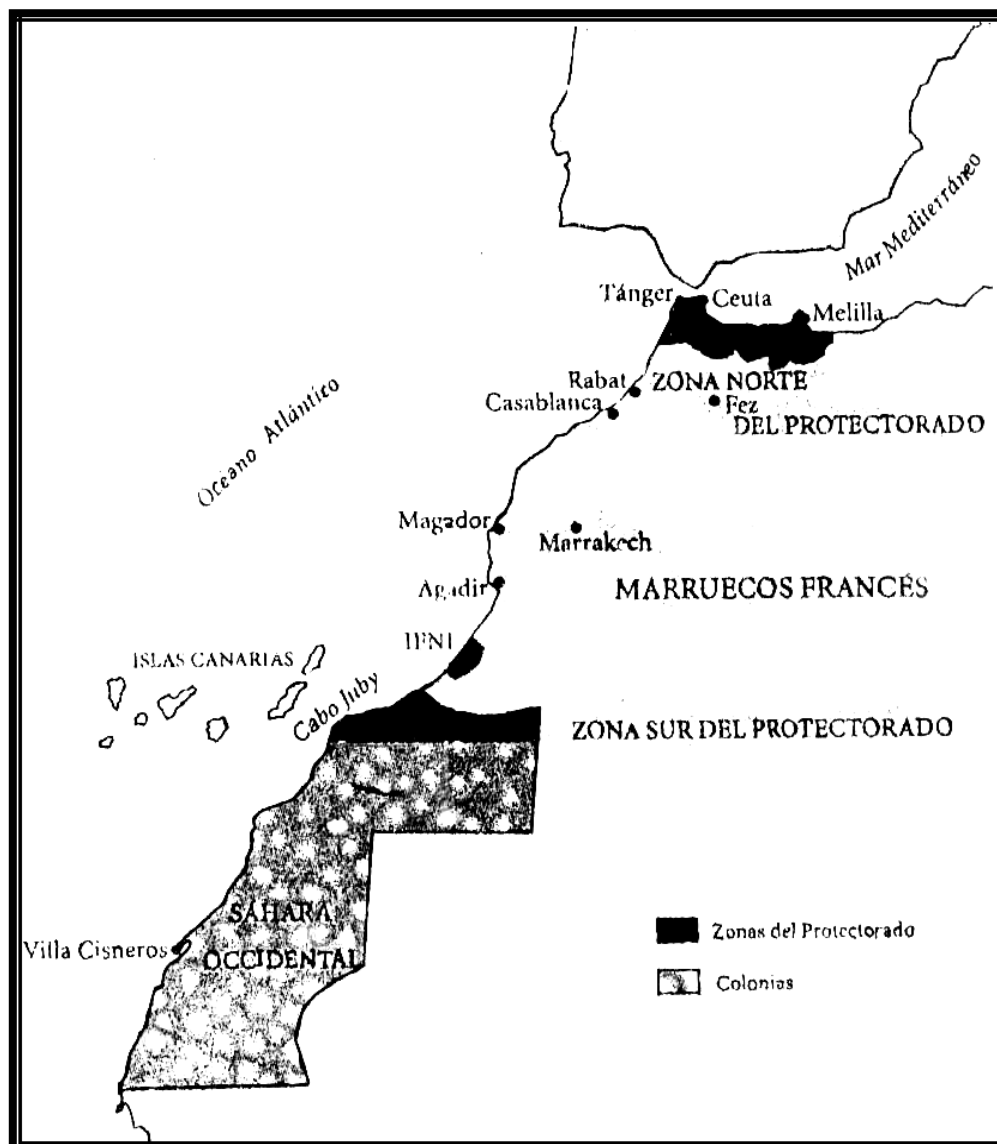 Mar Mediterráneo
Tánger
Ceuta
Melilla
Rabat
ZONA NORTE
Casablanca
Fez
DEL PROTECTORADO
Oceano Atlántico
Magador
Marrakech
Agadir
MARRUECOS FRANCÉS
IFNI
ISLAS CANARIAS
Cabo Juby
ZONA SUR DEL PROTECTORADO
SAHARA
Villa Cisneros
OCCIDENTAL
Zonas del Protectorado
Colonias